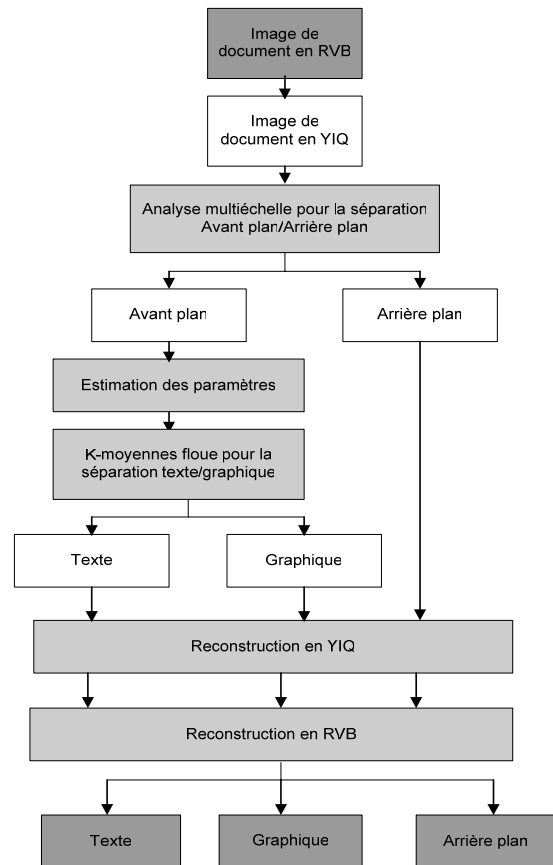 Image de
document en RVB
Image de
document en YIQ
Analyse multiéchelle pour la séparation
Avant plan/Arrière plan
Avant plan
Arrière plan
Estimation des paramètres
K-moyennes floue pour la
séparation texte/graphique
Texte
Graphique
Reconstruction en YIQ
Reconstruction en RVB
Texte
Graphique
Arrière plan